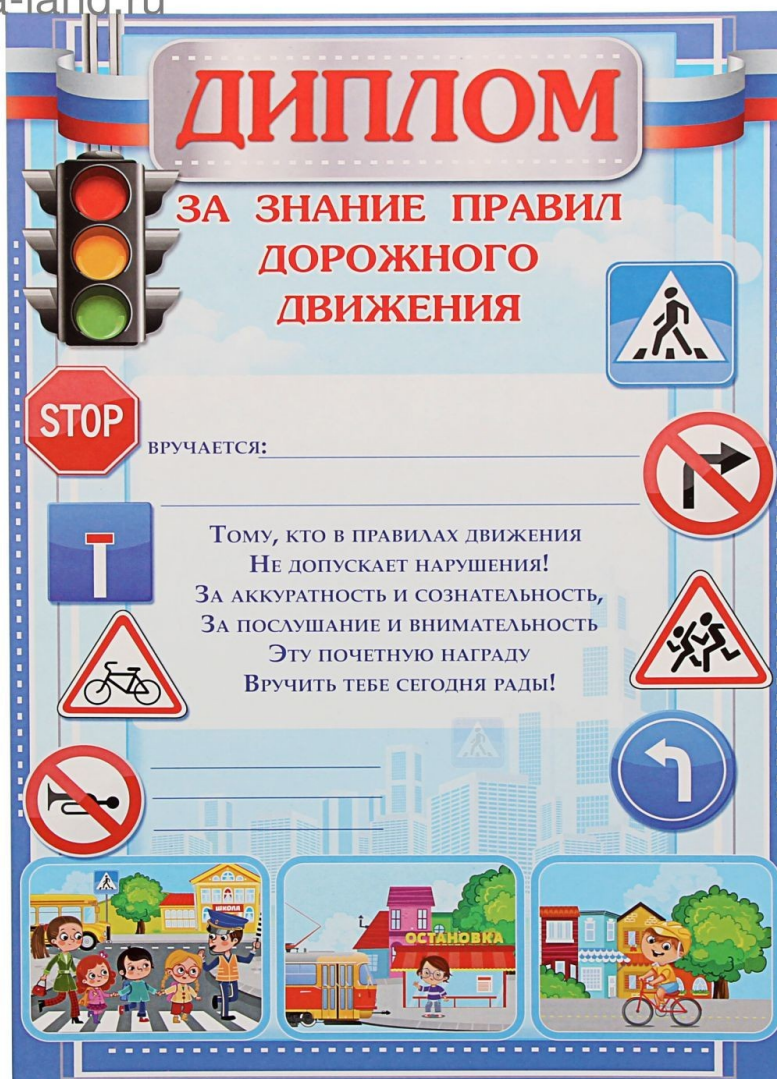 a-land.ru
ДИПЛОМ
ЗА ЗНАНИЕ ПРАВИЛ
ДОРОЖНОГО
ДВИЖЕНИЯ
STOP
ВРУЧАЕТСЯ:
ТОМУ, КТО В ПРАВИЛАХ ДВИЖЕНИЯ
НЕ ДОПУСКАЕТ НАРУШЕНИЯ!
ЗА АККУРАТНОСТЬ И СОЗНАТЕЛЬНОСТЬ,
ЗА ПОСЛУШАНИЕ И ВНИМАТЕЛЬНОСТЬ
ЭТУ ПОЧЕТНУЮ НАГРАДУ
ВРУЧИТЬ ТЕБЕ СЕГОДНЯ РАДЫ!
ШКОЛА
ОСТАНОВКА